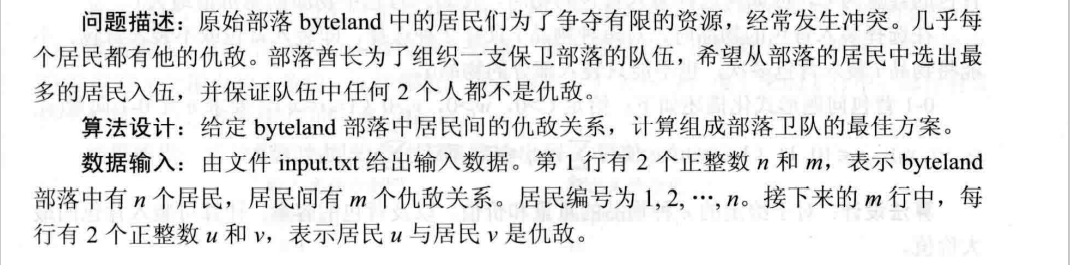 问题描述：原始部落 byteland 中的居民们为了争夺有限的资源，经常发生冲突。几乎每
个居民都有他的仇敌。部落酋长为了组织一支保卫部落的队伍，希望从部落的居民中选出最
多的居民入伍，并保证队伍中任何 2 个人都不是仇敌。
算法设计：给定 byteland 部落中居民间的仇敌关系，计算组成部落卫队的最佳方案。
数据输入：由文件 input.txt 给出输入数据。第 1 行有 2 个正整数 n 和 m，表示 byteland
部落中有 n 个居民，居民间有 m 个仇敌关系。居民编号为 1, 2, …, n。接下来的 m 行中，每
行有 2 个正整数 u 和 v，表示居民 u 与居民 v 是仇敌。